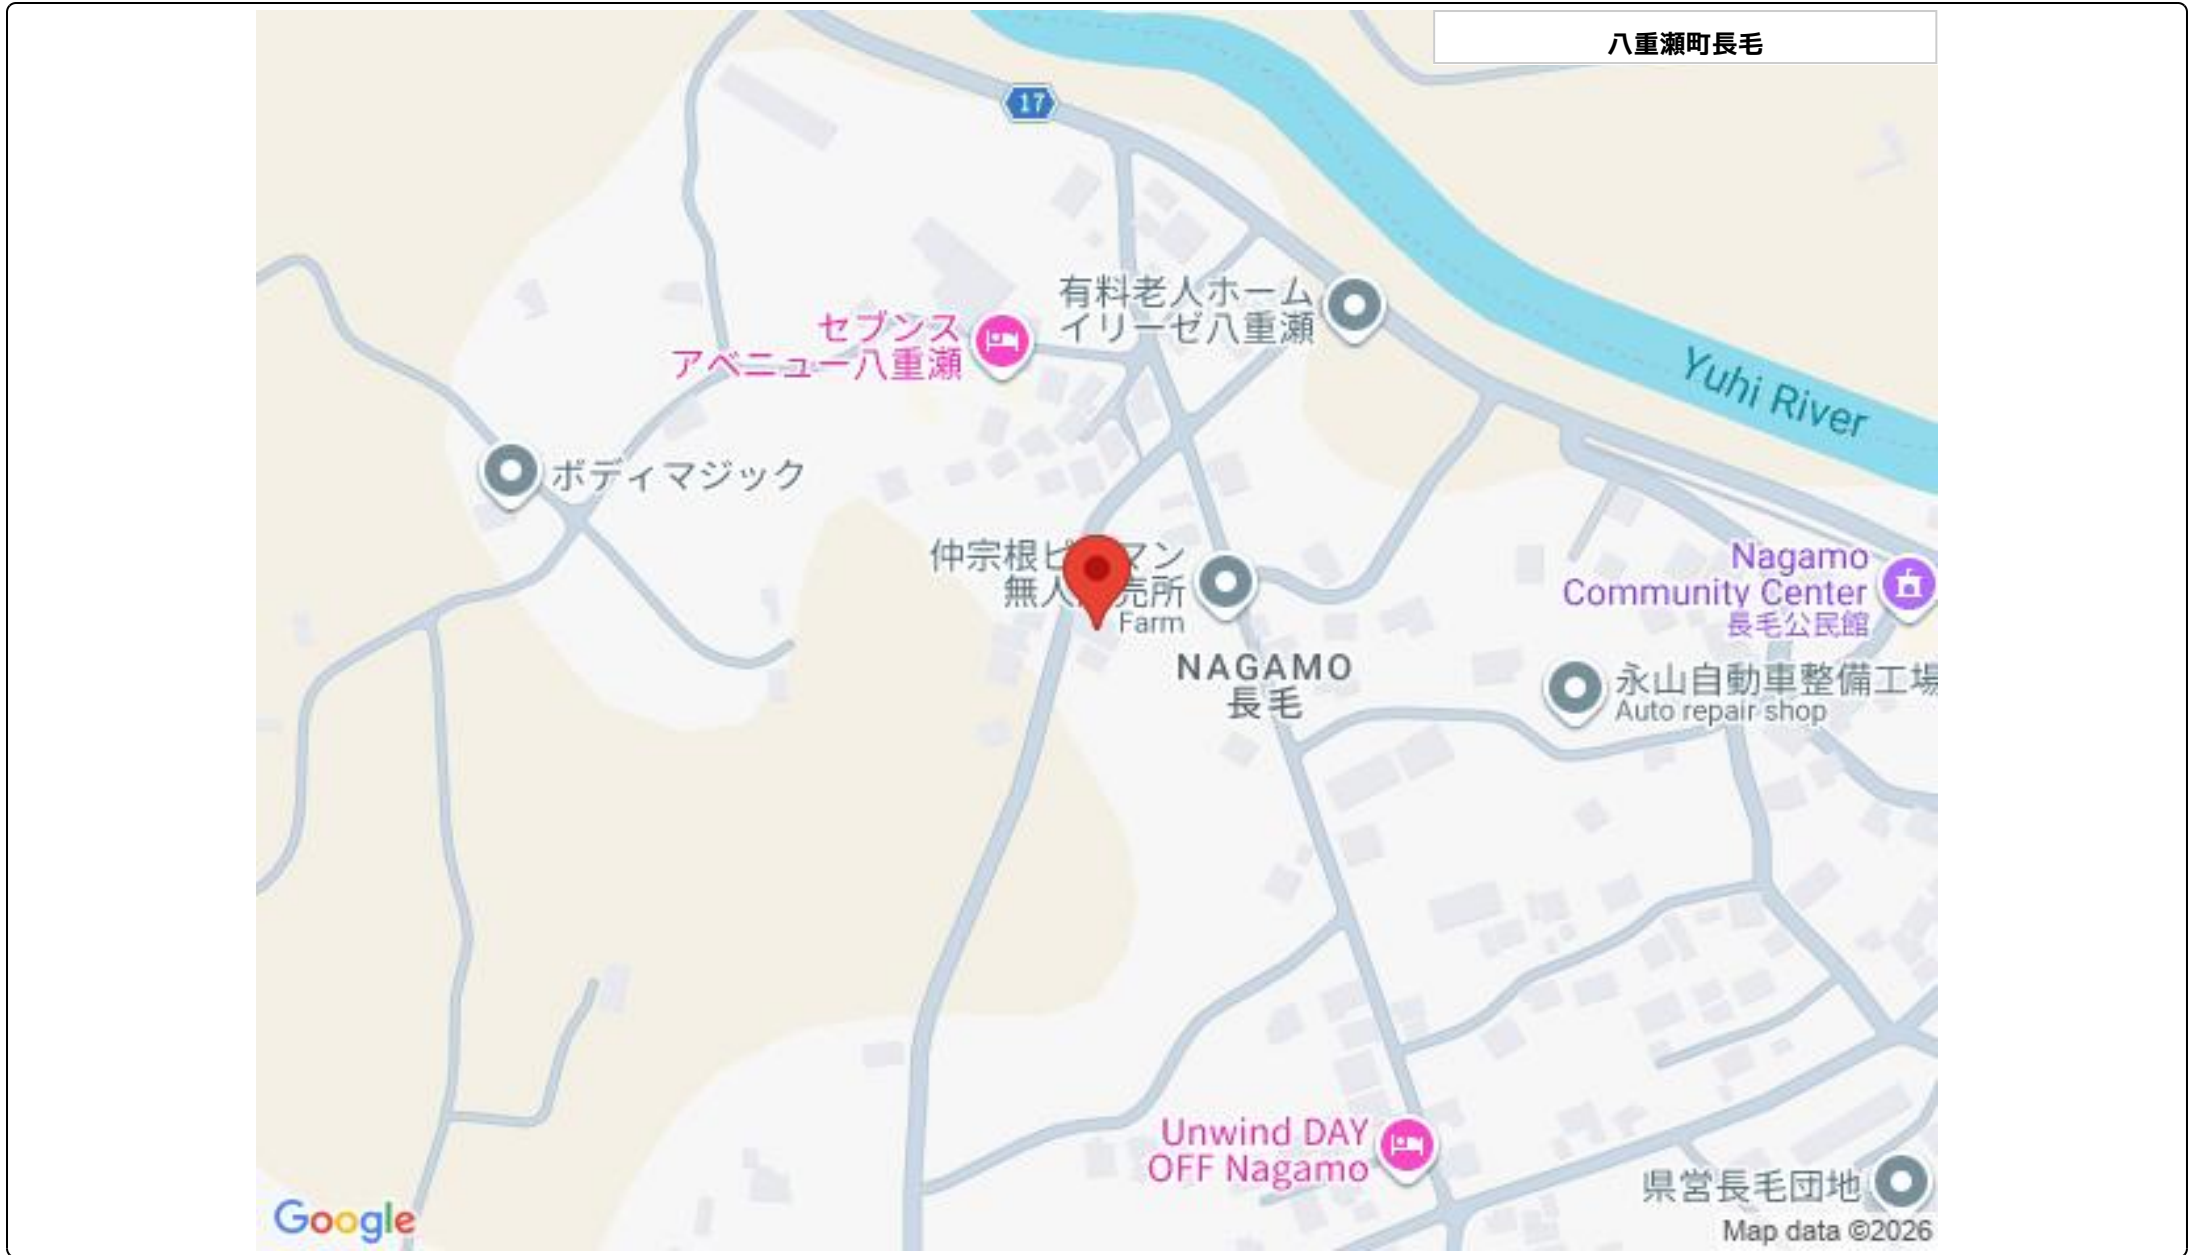 八重瀬町長毛
17
有料老人ホーム
イリーゼ八重瀬
セブンス
アベニュー八重瀬
Yuhi River
ボディマジック
仲宗根ピ マン
無人 売所
Farm
Nagamo
Community Center
長毛公民館
NAGAMO
長毛
永山自動車整備工場
Auto repair shop
Unwind DAY
OFF Nagamo
県営長毛団地
Google
Map data ©2026